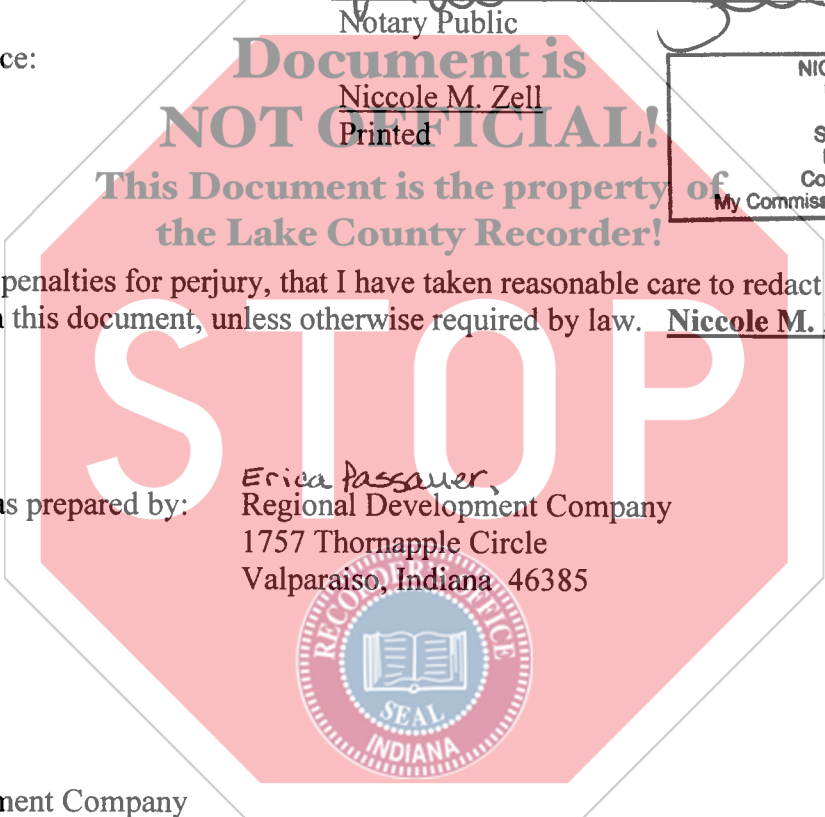 Notary Public
Document is
ce:
NIC
Niccole M. Zell
NOT OFFICIAL!
Printed
S
This Document is the property of
Co
My Commiss
the Lake County Recorder!
penalties for perjury, that I have taken reasonable care to redact
this document, unless otherwise required by law. Niccole M.
STOP
Erica Passauer,
as prepared by: Regional Development Company
1757 Thornapple Circle
Valparaiso, Indiana 46385
RECORDER'S OFFICE
SEAL
INDIANA
ment Company